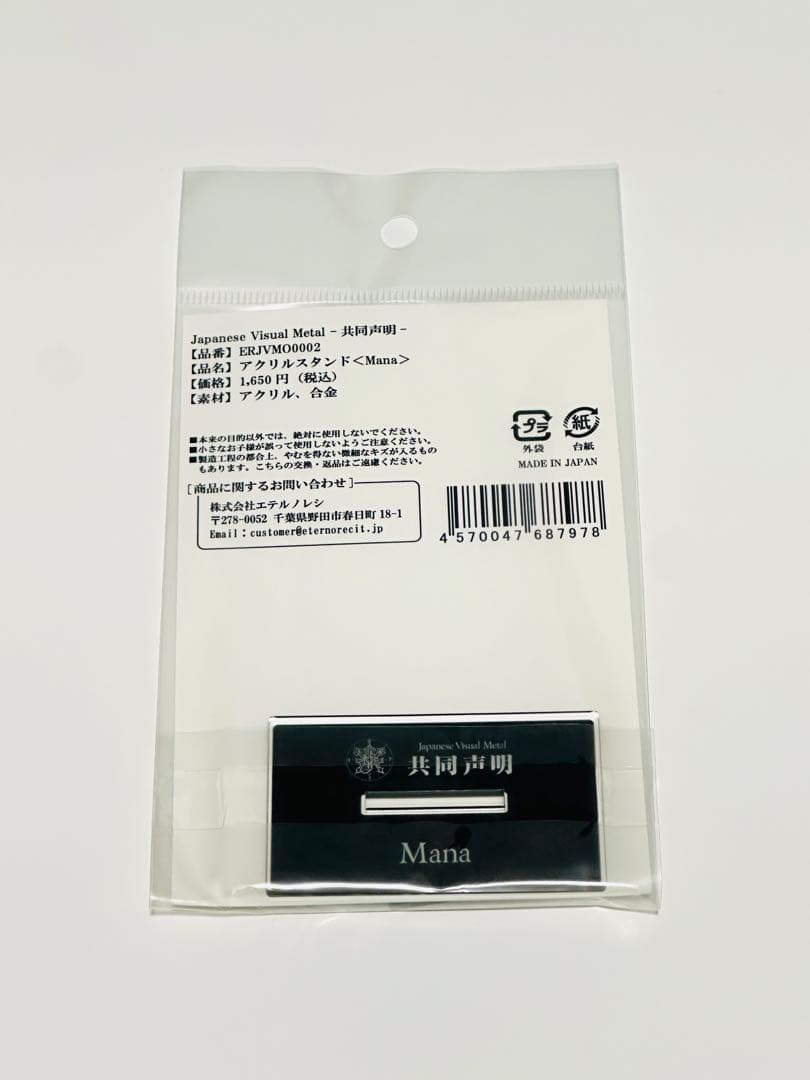 Japanese Visual Metal - 共同声明 -
【品番】ERJVMO0002
【品名】アクリルスタンド＜Mana＞
【価格】1,650円（税込）
【素材】アクリル、合金
■本来の目的以外では、絶対に使用しないでください。
■小さなお子様が誤って使用しないようご注意ください。
■製造工程の都合上、やむを得ない微細なキズが入るもの
もあります。こちらの交換・返品はご遠慮ください。
プラ 紙
外袋 台紙
MADE IN JAPAN
[商品に関するお問い合わせ]
株式会社エテルノレシ
〒278-0052 千葉県野田市春日町18-1
Email：customer@eternorecit.jp
4 570047 687978
Japanese Visual Metal
共同声明
Mana